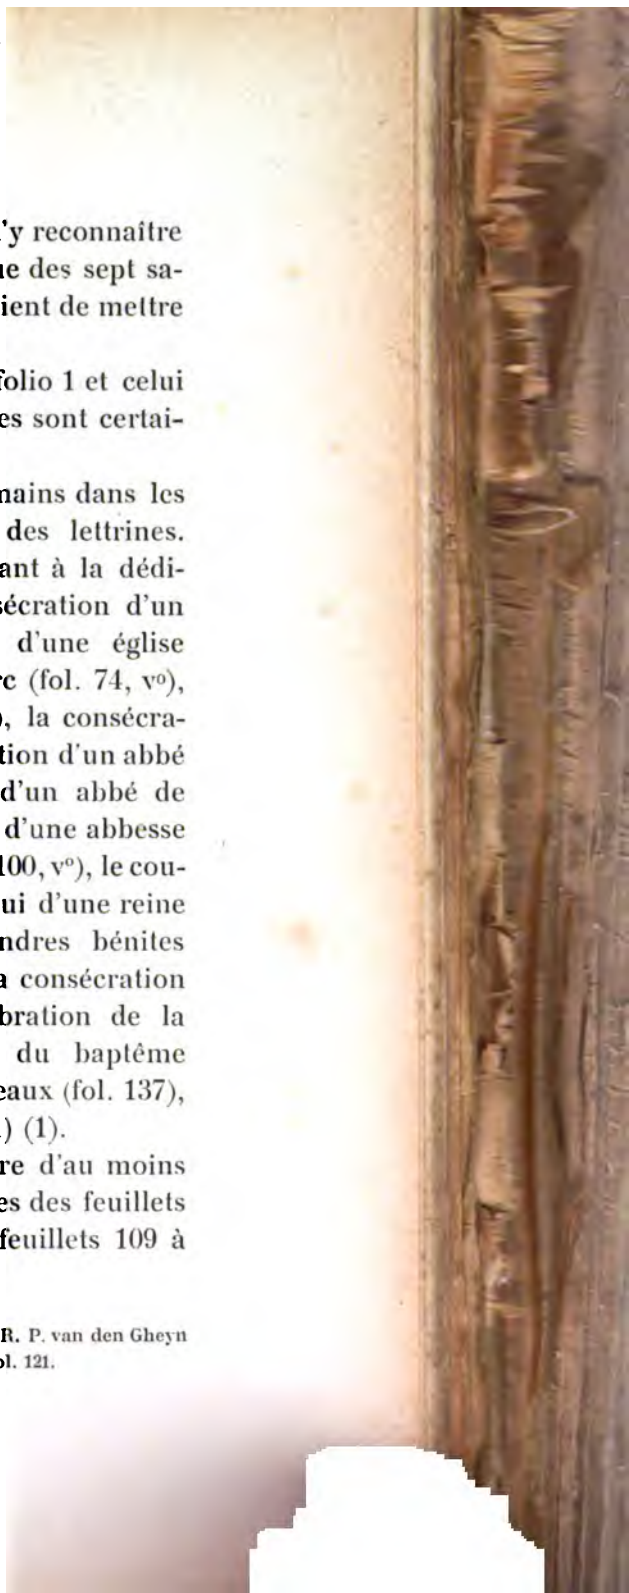 'y reconnaître
e des sept sa-
ient de mettre
folio 1 et celui
es sont certai-
mains dans les
des lettrines.
ant à la dédi-
sécration d'un
d'une église
rc (fol. 74, vº),
), la consécra-
tion d'un abbé
d'un abbé de
d'une abbesse
100, vº), le cou-
ui d'une reine
ndres bénites
a consécration
bration de la
du baptême
eaux (fol. 137),
) (1).
re d'au moins
es des feuillets
feuillets 109 à
R. P. van den Gheyn
ol. 121.